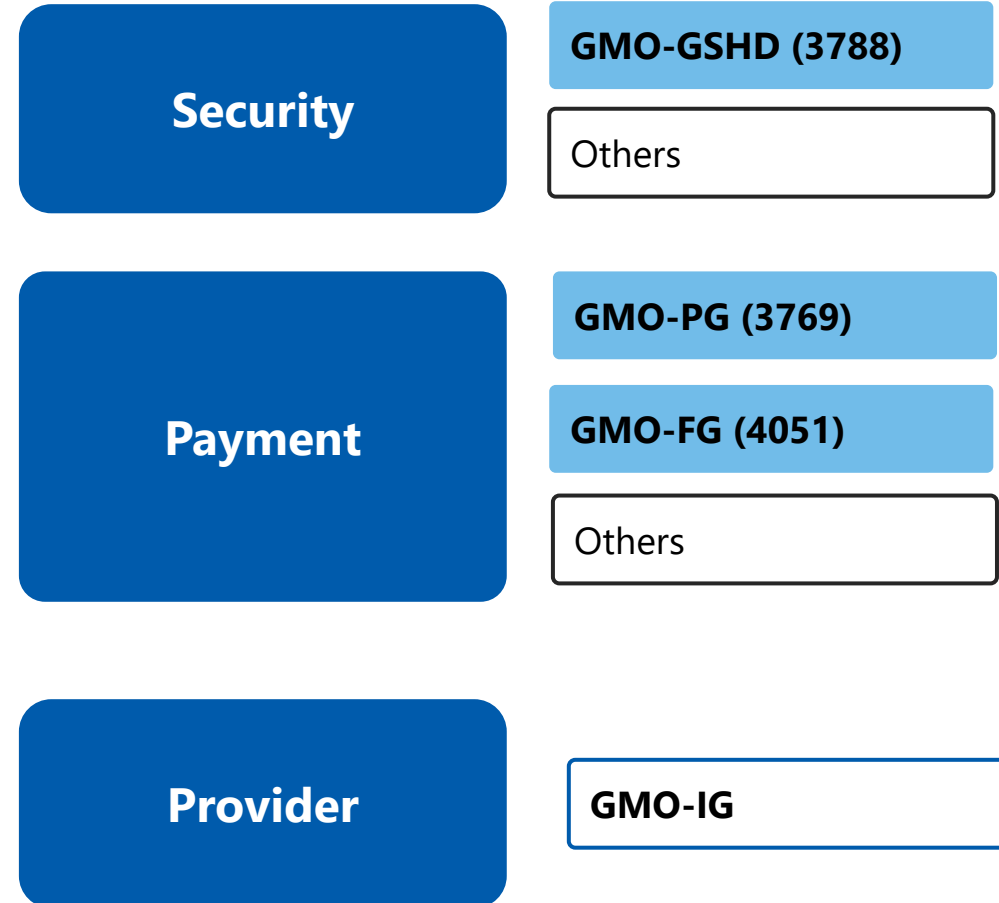 Security
GMO-GSHD (3788)
Others
Payment
GMO-PG (3769)
GMO-FG (4051)
Others
Provider
GMO-IG